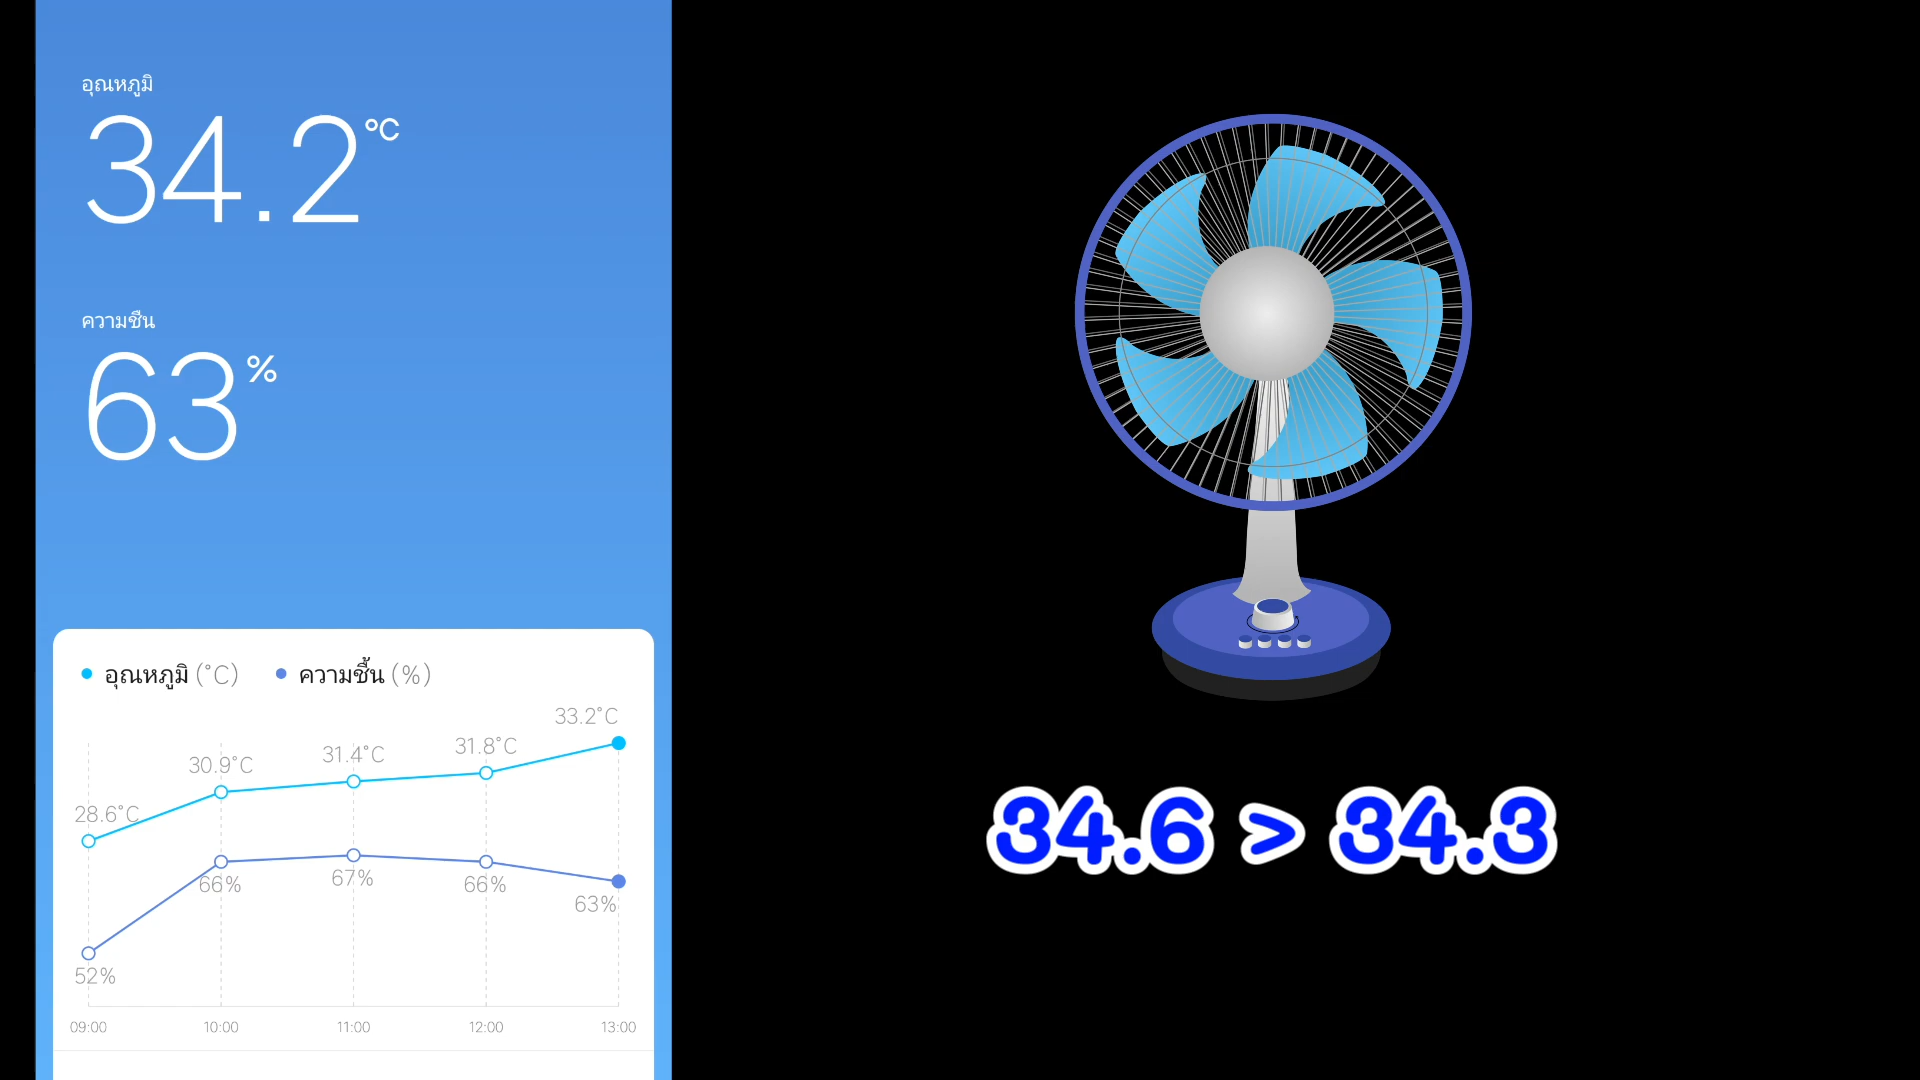 อุณหภูมิ
34.2°C
ความชื้น
63%
อุณหภูมิ (°C) ความชื้น (%)
33.2°C
31.8°C
31.4°C
30.9°C
28.6°C
66%
67%
66%
63%
52%
09:00 10:00 11:00 12:00 13:00
34.6 > 34.3